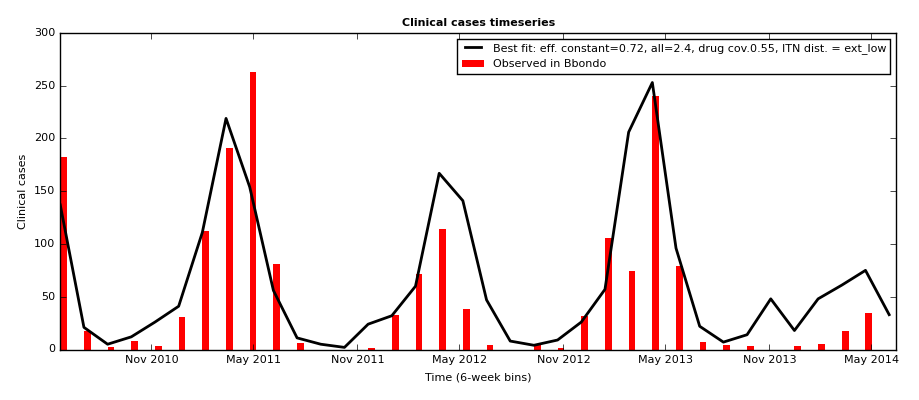 Clinical cases timeseries
300
250
200
150
100
50
0
Clinical cases
Best fit: eff. constant=0.72, all=2.4, drug cov.0.55, ITN dist. = ext_low
Observed in Bbondo
Nov 2010 May 2011 Nov 2011 May 2012 Nov 2012 May 2013 Nov 2013 May 2014
Time (6-week bins)